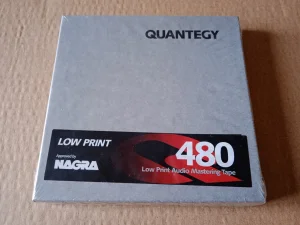 QUANTEGY
LOW PRINT
Approved by
NAGRA
480
Low Print Audio Mastering Tape